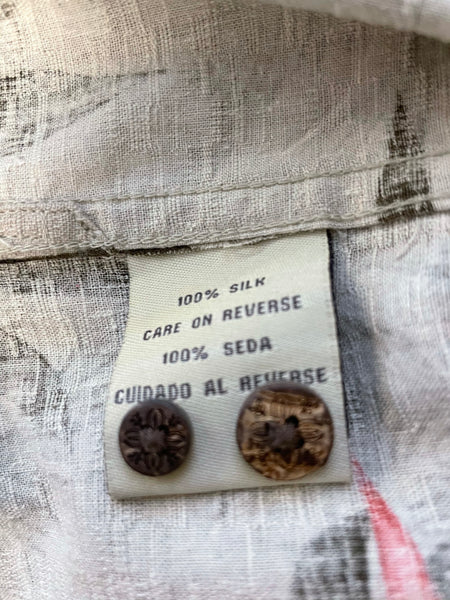 100% SILK
CARE ON REVERSE
100% SEDA
CUIDADO AL REVERSE